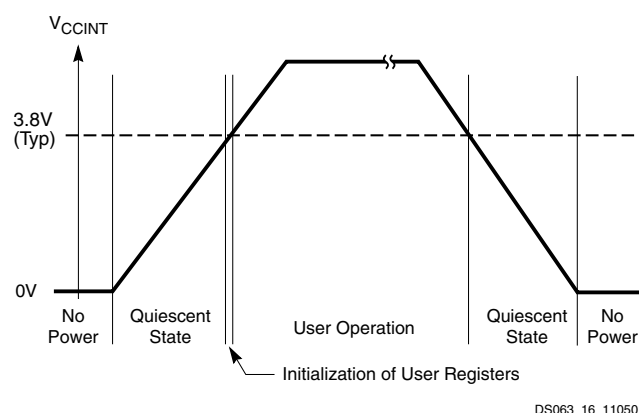 VCCINT
3.8V
(Typ)
0V
No
Power
Quiescent
State
User Operation
Quiescent
State
No
Power
Initialization of User Registers
DS063_16_11050